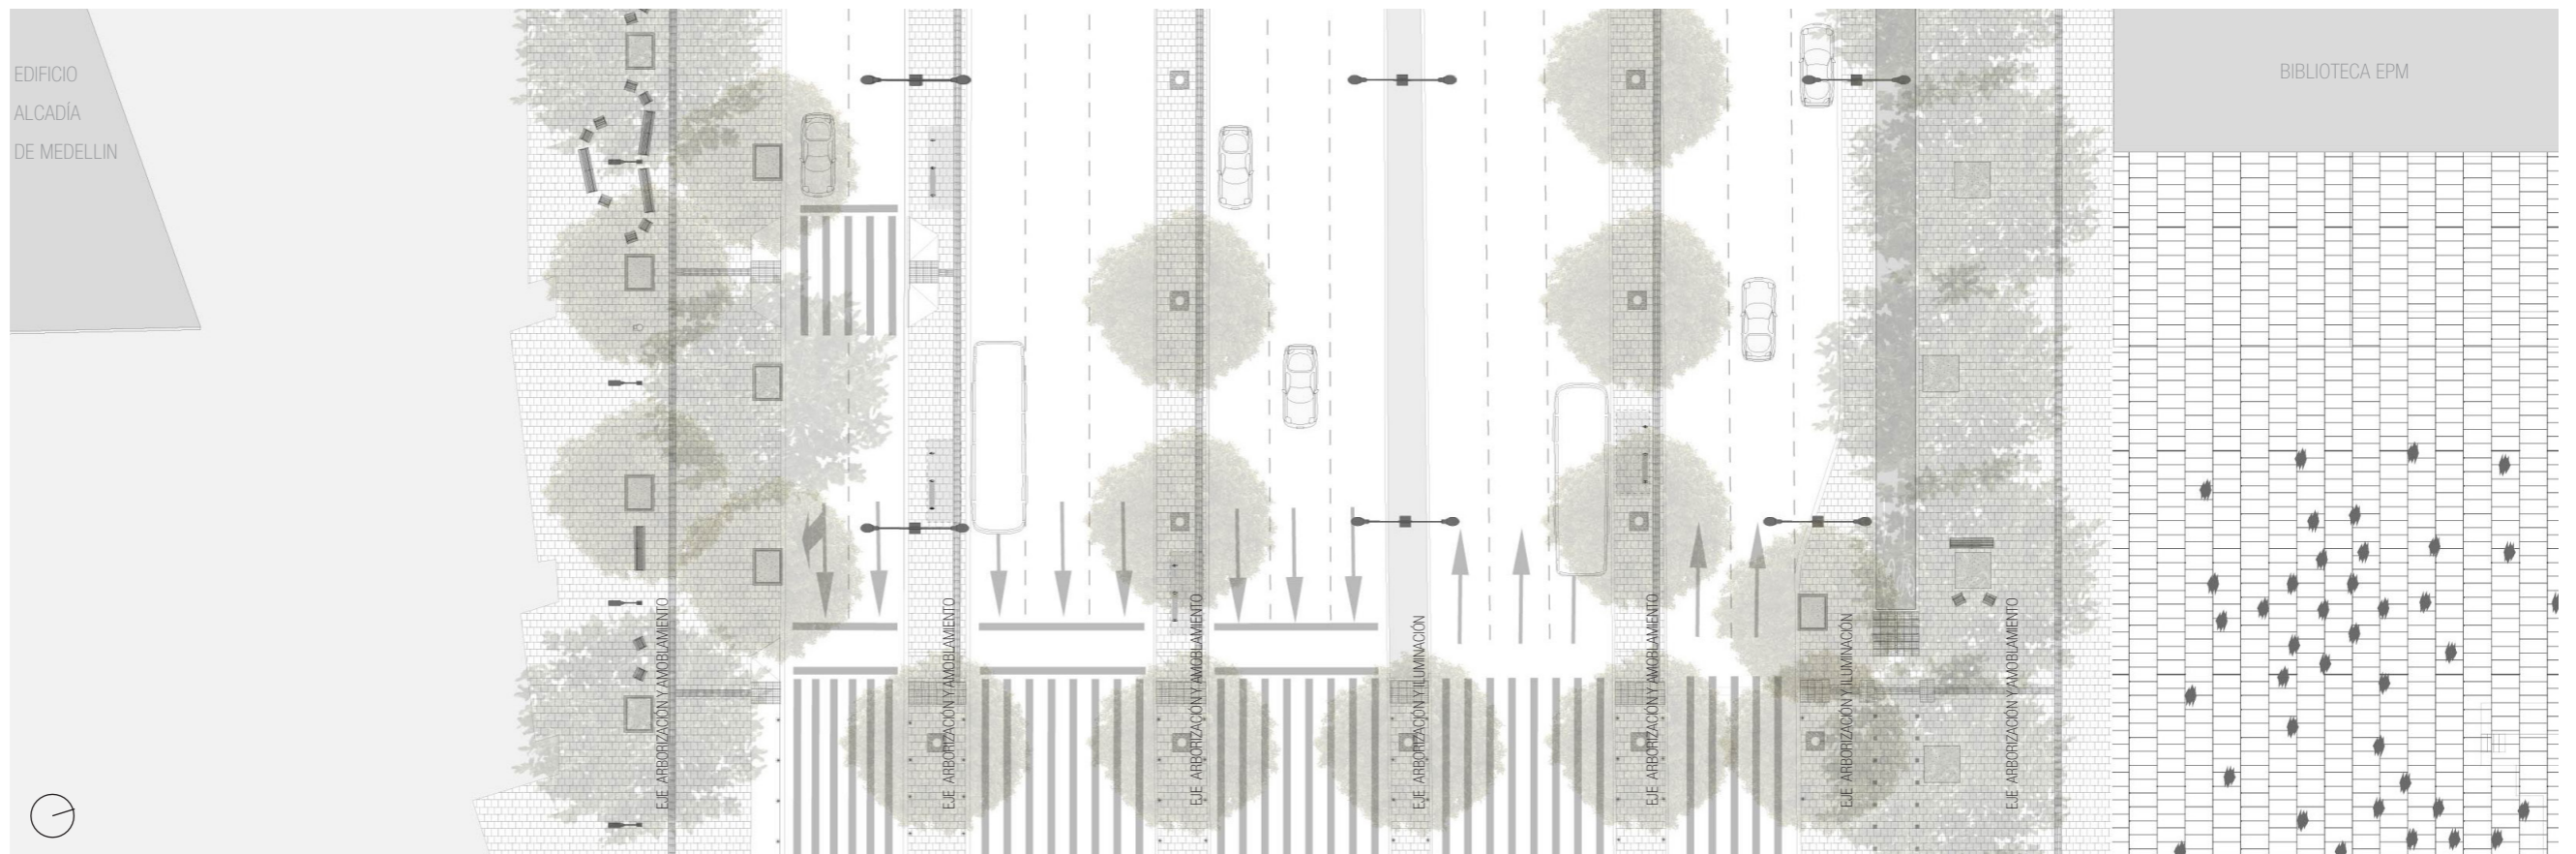 EDIFICIO
ALCADÍA
DE MEDELLIN
BIBLIOTECA EPM
EJE ARBORIZACIÓN Y AMOBLAMIENTO
EJE ARBORIZACIÓN Y AMOBLAMIENTO
EJE ARBORIZACIÓN Y AMOBLAMIENTO
EJE ARBORIZACIÓN Y ILUMINACIÓN
EJE ARBORIZACIÓN Y AMOBLAMIENTO
EJE ARBORIZACIÓN Y ILUMINACIÓN
EJE ARBORIZACIÓN Y AMOBLAMIENTO